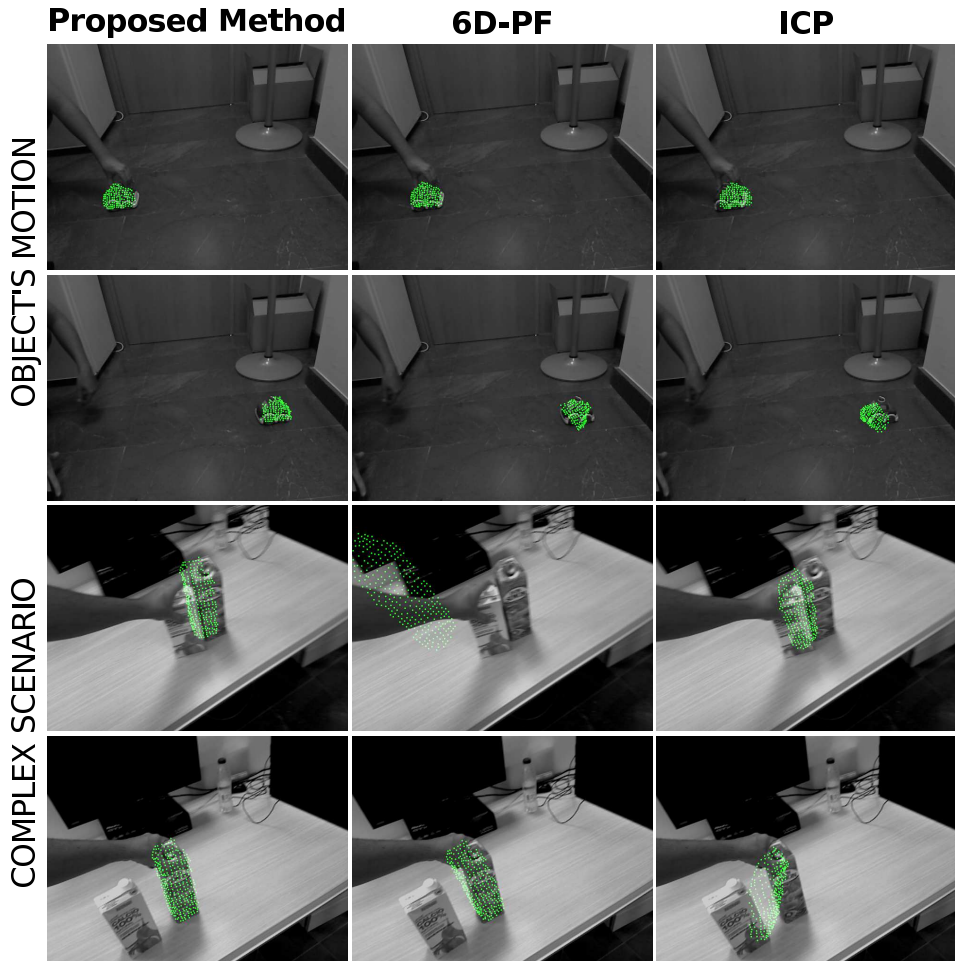 Proposed Method
6D-PF
ICP
OBJECT'S MOTION
COMPLEX SCENARIO